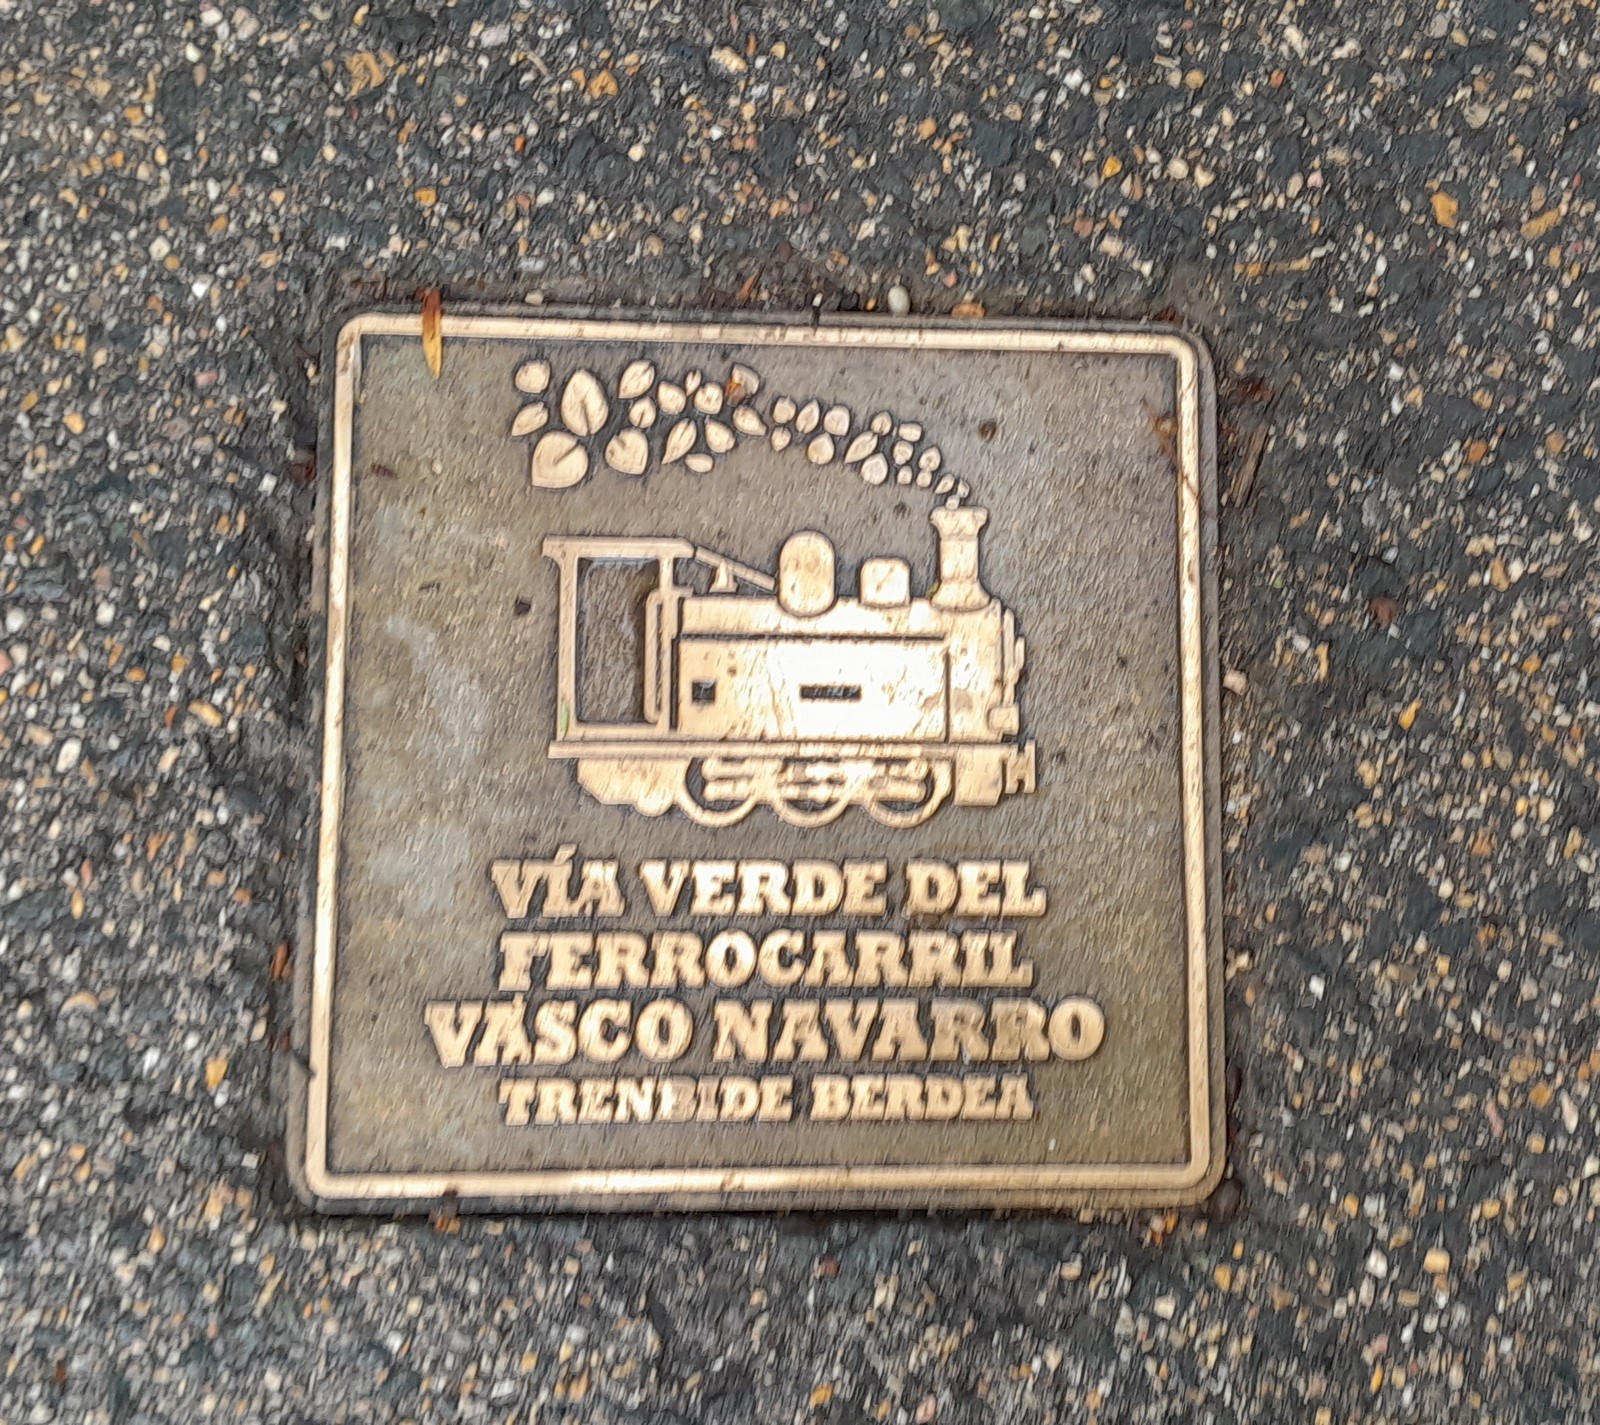 VÍA VERDE DEL
FERROCARRIL
VASCO NAVARRO
TRENBIDE BERDEA